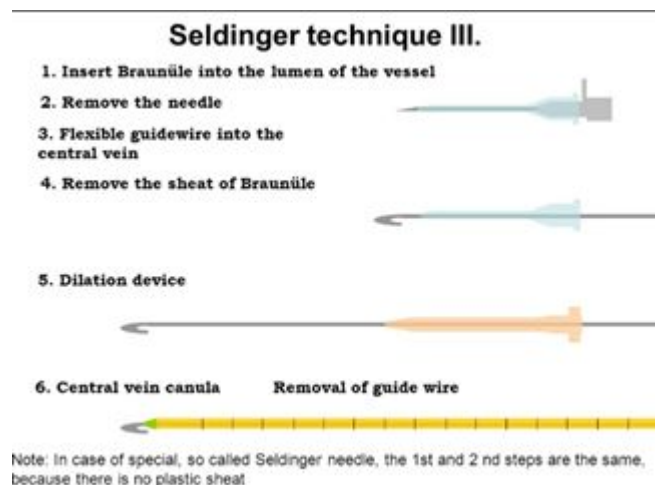 Seldinger technique III.
1. Insert Braunüle into the lumen of the vessel
2. Remove the needle
3. Flexible guidewire into the
central vein
4. Remove the sheat of Braunüle
5. Dilation device
6. Central vein canula Removal of guide wire
Note: In case of special, so called Seldinger needle, the 1st and 2 nd steps are the same,
because there is no plastic sheat